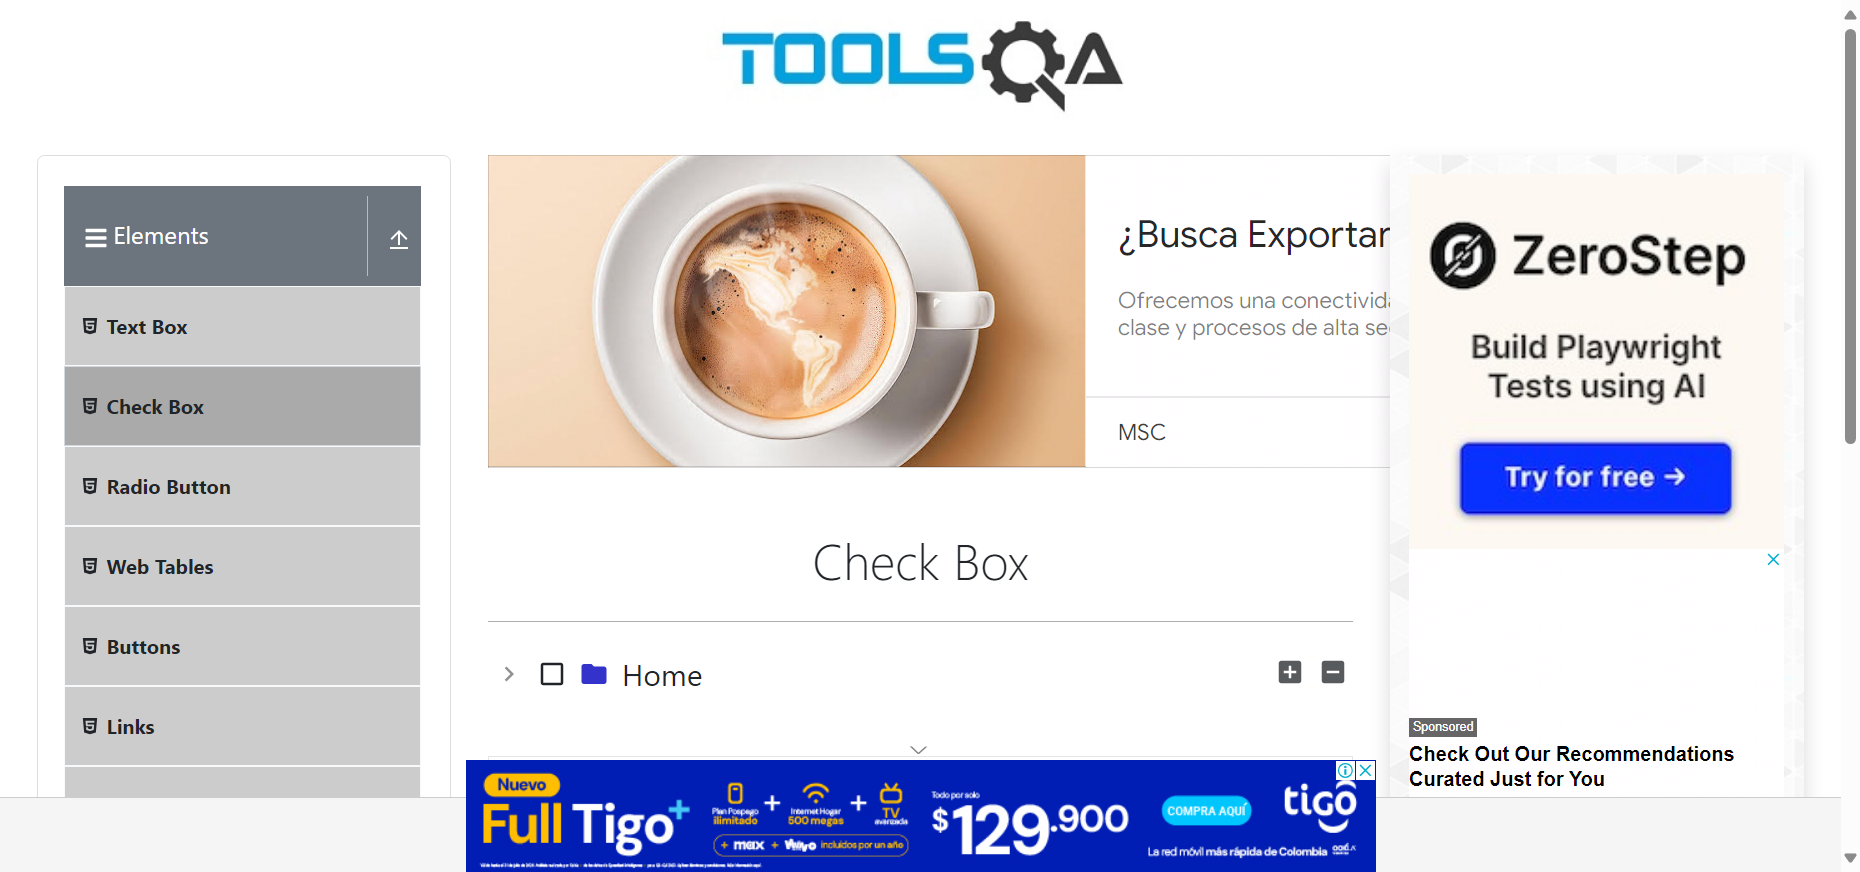 TOOLSQA
Elements
Text Box
Check Box
Radio Button
Web Tables
Buttons
Links
¿Busca Exportar
Ofrecemos una conectivida
clase y procesos de alta se
MSC
Check Box
Home
ZeroStep
Build Playwright
Tests using AI
Try for free →
Sponsored
Check Out Our Recommendations
Curated Just for You
Nuevo
Full Tigo+
Plan Pospago
ilimitado
+
Internet Hogar
500 megas
+
TV
avanzada
+ max + Vivivo incluidos por un año
Todo por solo
$129.900
COMPRA AQUÍ
tigo
La red móvil más rápida de Colombia